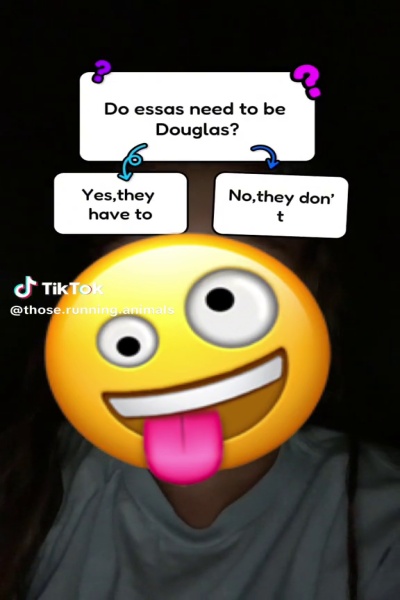 ?
?
Do essas need to be
Douglas?
Yes,they
have to
No,they don’
t
TikTok
@those.running.animals